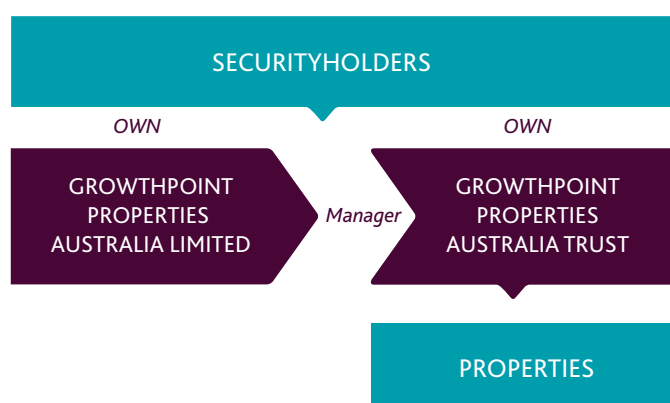 SECURITYHOLDERS
OWN
OWN
GROWTHPOINT
PROPERTIES
AUSTRALIA LIMITED
Manager
GROWTHPOINT
PROPERTIES
AUSTRALIA TRUST
PROPERTIES